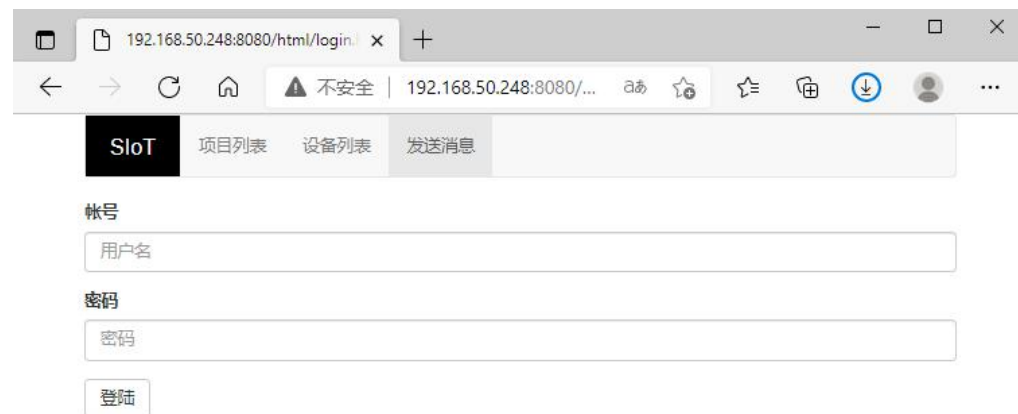 192.168.50.248:8080/html/login.
不安全 | 192.168.50.248:8080/... aあ
SIoT 项目列表 设备列表 发送消息
帐号
用户名
密码
密码
登陆